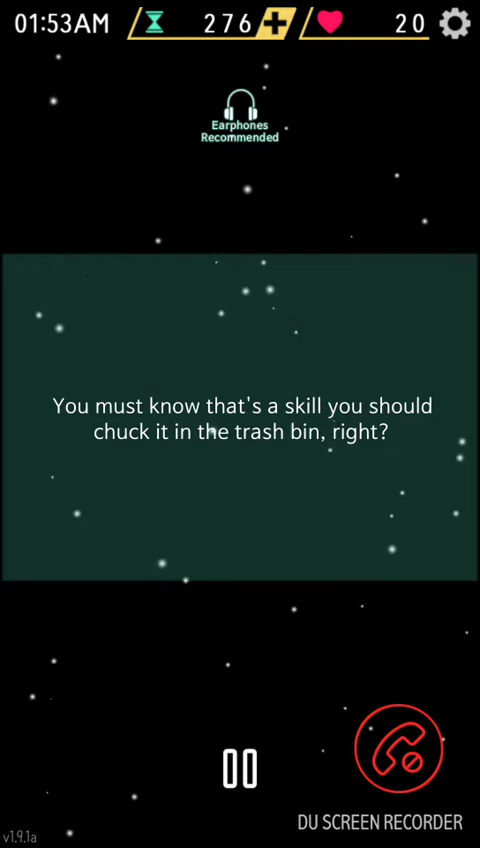 01:53AM 276 20
Earphones
Recommended
You must know that's a skill you should
chuck it in the trash bin, right?
DU SCREEN RECORDER
v1.9.1a